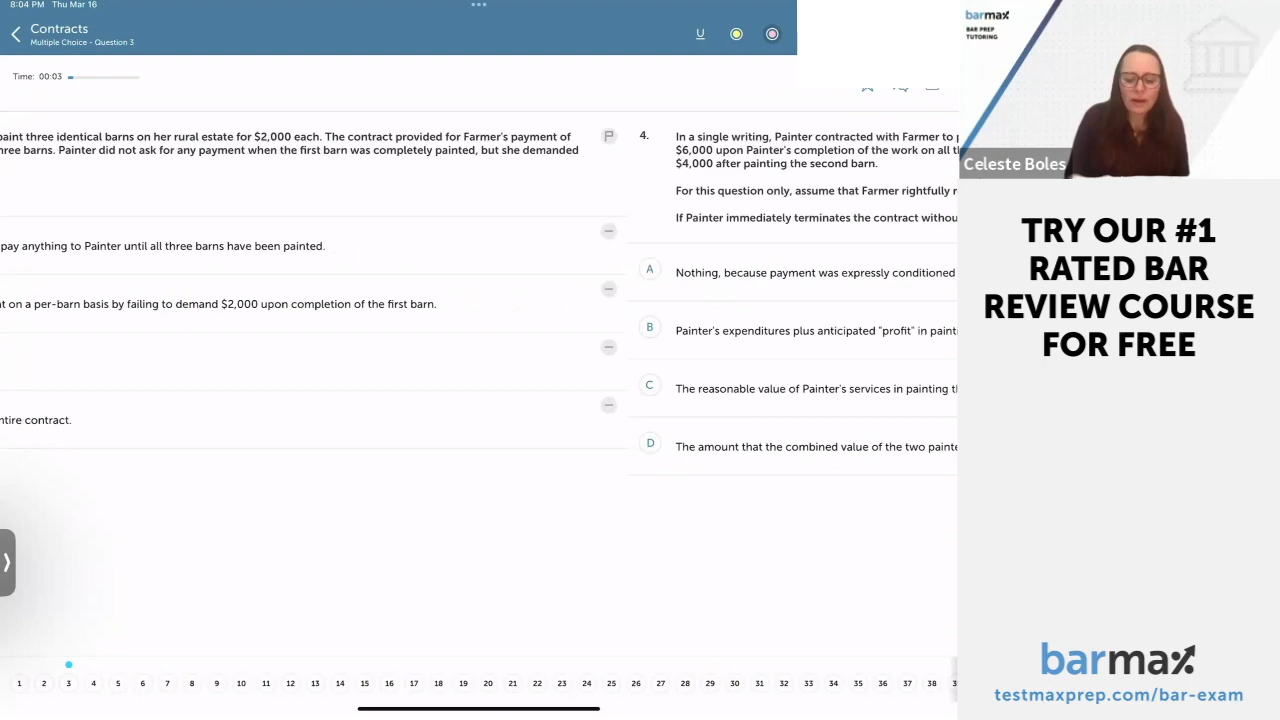 8:04 PM Thu Mar 16
Contracts
Multiple Choice - Question 3
U
Time: 00:03
paint three identical barns on her rural estate for $2,000 each. The contract provided for Farmer's payment of
hree barns. Painter did not ask for any payment when the first barn was completely painted, but she demanded
pay anything to Painter until all three barns have been painted.
t on a per-barn basis by failing to demand $2,000 upon completion of the first barn.
ntire contract.
4.
In a single writing, Painter contracted with Farmer to p
$6,000 upon Painter's completion of the work on all th
$4,000 after painting the second barn.
For this question only, assume that Farmer rightfully r
If Painter immediately terminates the contract withou
A
Nothing, because payment was expressly conditioned
B
Painter's expenditures plus anticipated "profit" in painti
C
The reasonable value of Painter's services in painting th
D
The amount that the combined value of the two painte
1 2 3 4 5 6 7 8 9 10 11 12 13 14 15 16 17 18 19 20 21 22 23 24 25 26 27 28 29 30 31 32 33 34 35 36 37 38 3
barmax
BAR PREP
TUTORING
Celeste Boles
TRY OUR #1
RATED BAR
REVIEW COURSE
FOR FREE
barmax
testmaxprep.com/bar-exam